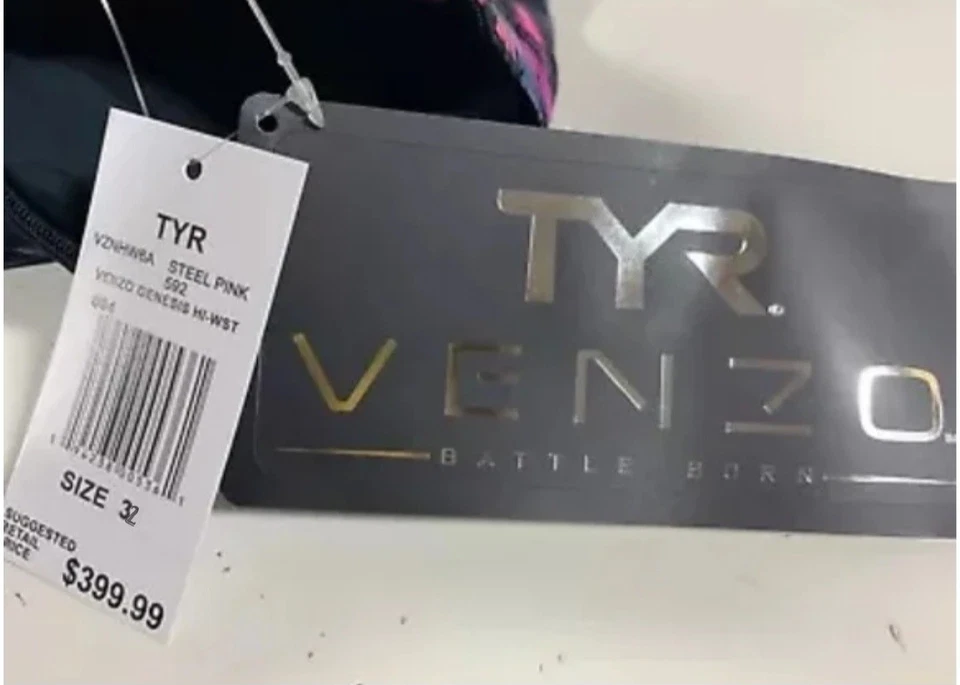 TYR
VZNHW6A STEEL PINK
592
VENZO GENESIS HI-WST
SIZE 32
SUGGESTED
RETAIL
PRICE
$399.99
TYR®
VENZO
BATTLE BORN